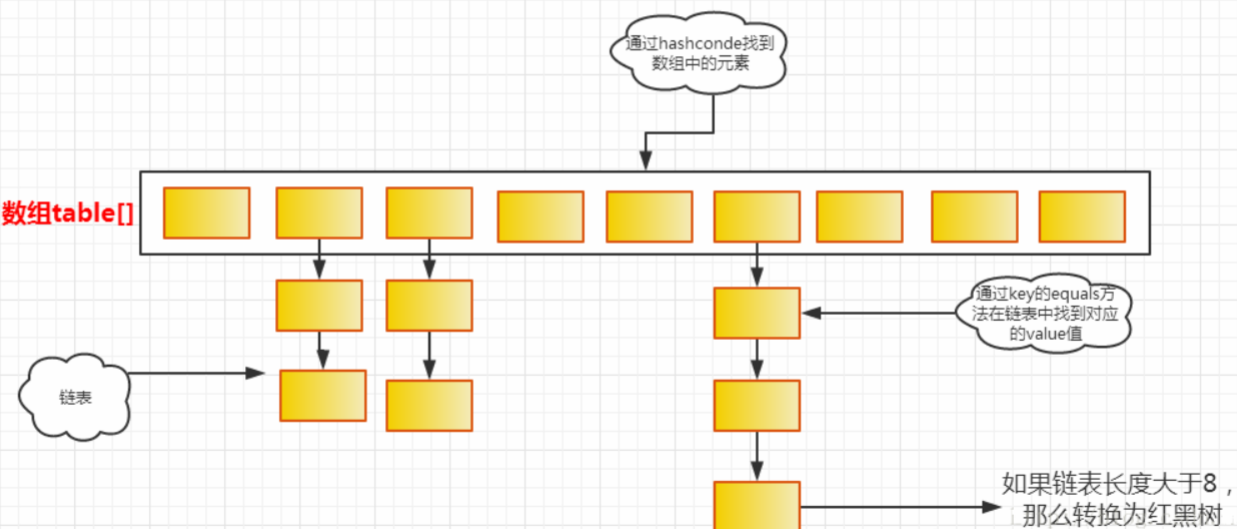 通过hashconde找到
数组中的元素
数组table[]
通过key的equals方
法在链表中找到对应
的value值
链表
如果链表长度大于8，
那么转换为红黑树